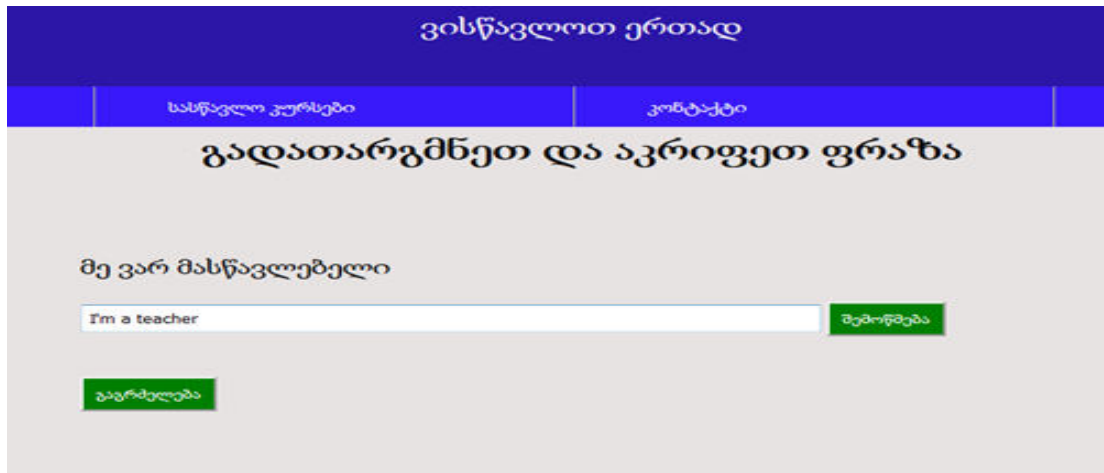 ვისწავლოთ ერთად
სასწავლო კურსები კონტაქტი
გადათარგმნეთ და აკრიფეთ ფრაზა
მე ვარ მასწავლებელი
I'm a teacher შემოწმება
გაგრძელება